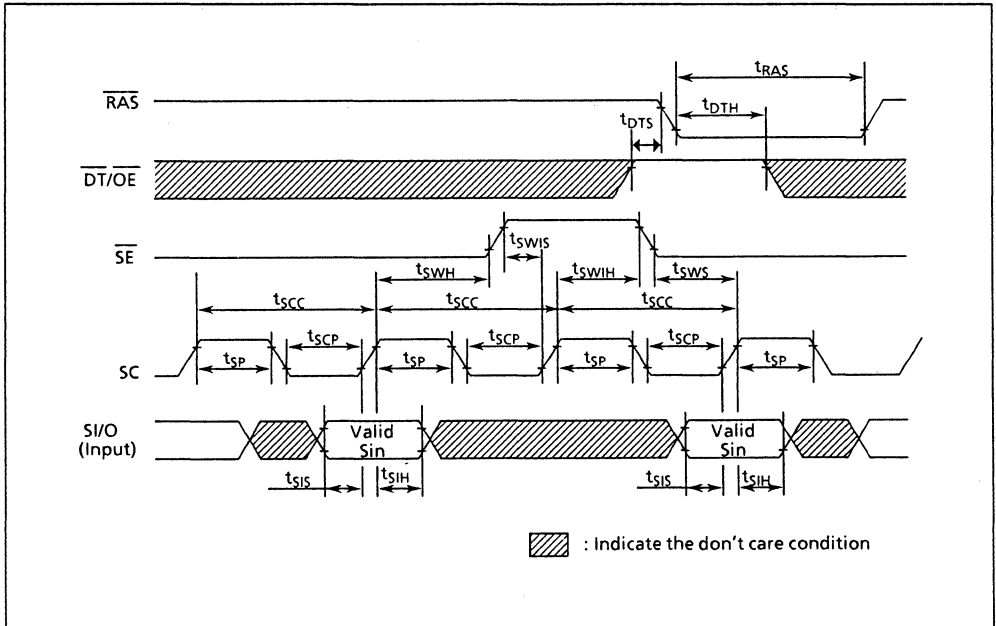 tRAS
RAS
tDTH
tDTS
DT/OE
tSWIS
SE
tSWH
tSWIH
tSWS
tSCC
tSCC
tSCC
tSCP
tSCP
tSCP
SC
tSP
tSP
tSP
tSP
SI/O
(Input)
Valid
Sin
Valid
Sin
tSIS
tSIH
tSIS
tSIH
: Indicate the don't care condition